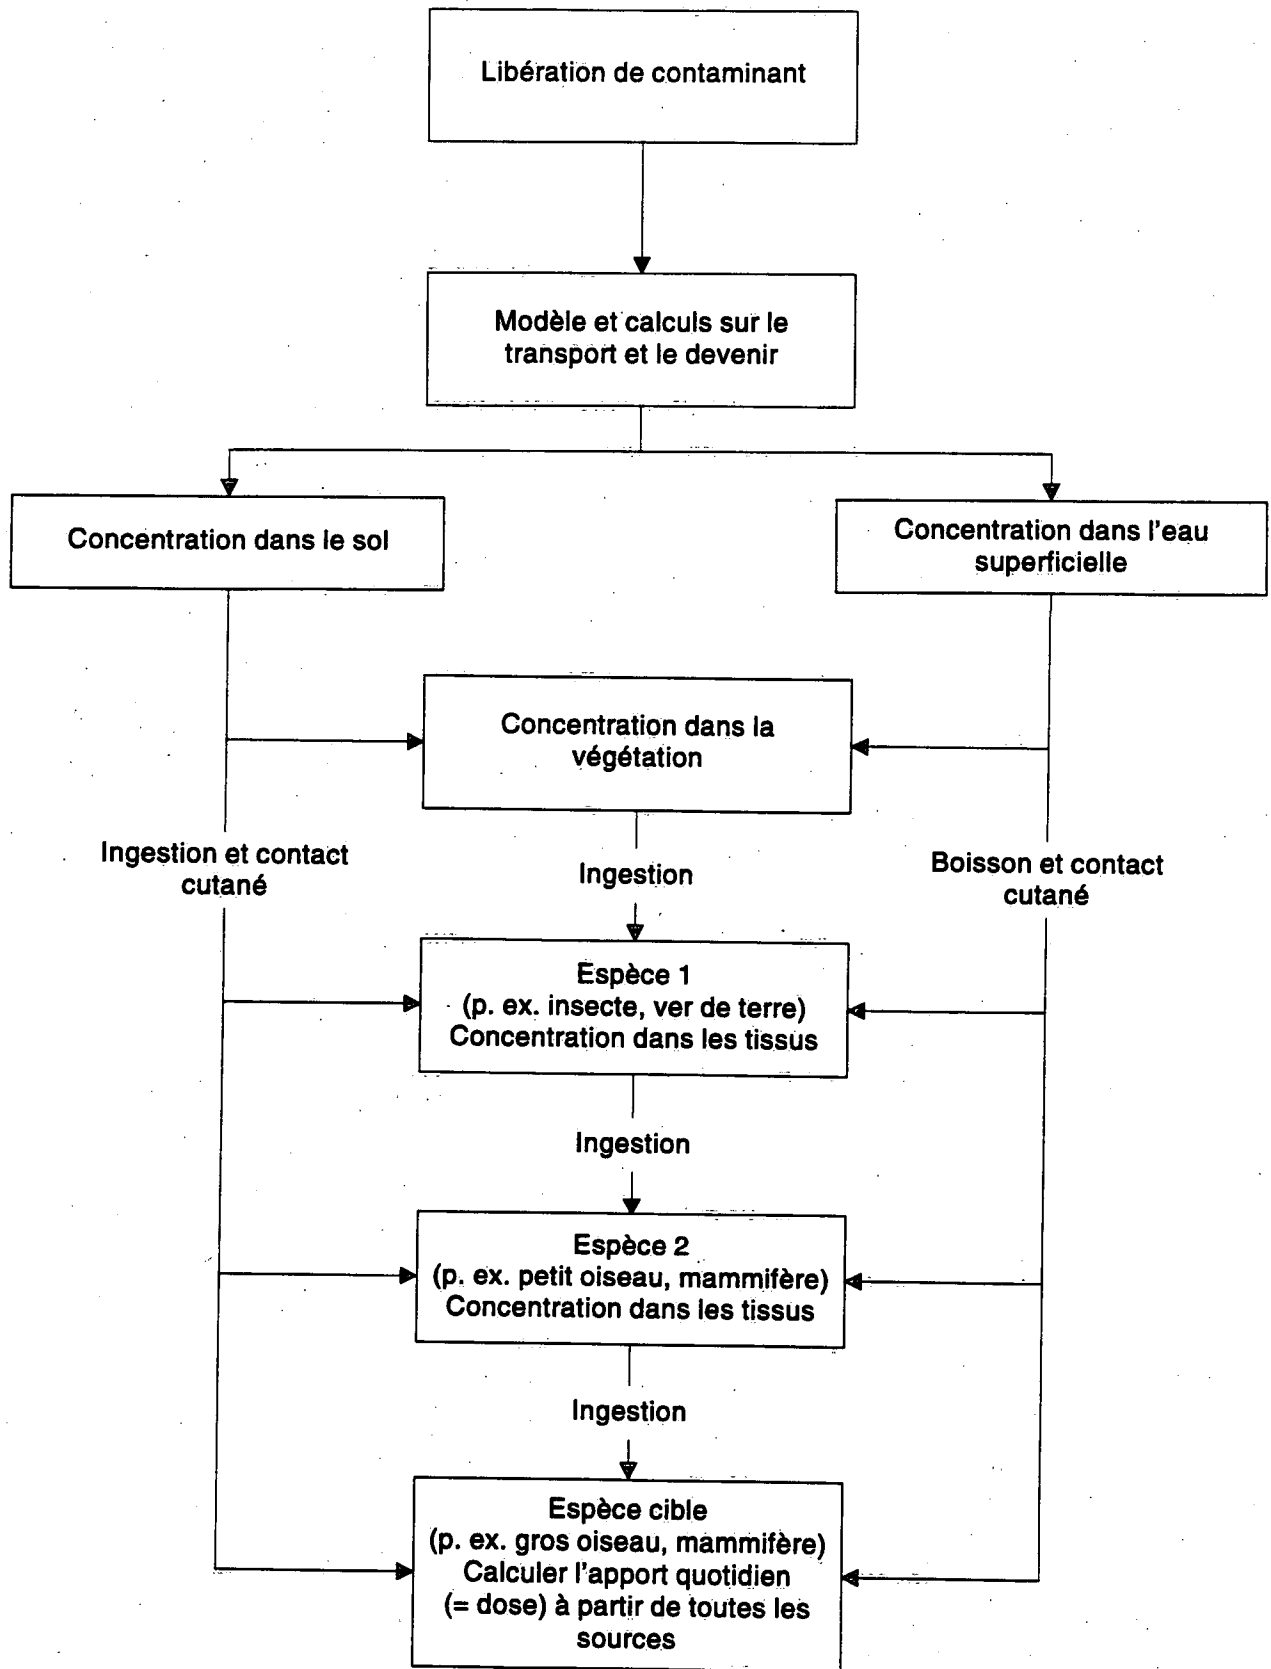 Libération de contaminant
Modèle et calculs sur le
transport et le devenir
Concentration dans le sol
Concentration dans l'eau
superficielle
Concentration dans la
végétation
Ingestion et contact
cutané
Ingestion
Boisson et contact
cutané
Espèce 1
(p. ex. insecte, ver de terre)
Concentration dans les tissus
Ingestion
Espèce 2
(p. ex. petit oiseau, mammifère)
Concentration dans les tissus
Ingestion
Espèce cible
(p. ex. gros oiseau, mammifère)
Calculer l'apport quotidien
(= dose) à partir de toutes les
sources